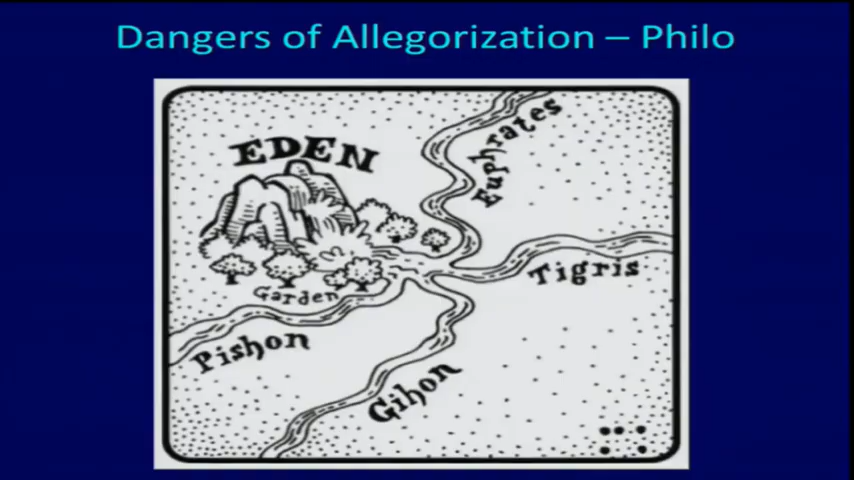 Dangers of Allegorization – Philo
EDEN
Euphrates
Tigris
Garden
Pishon
Gihon